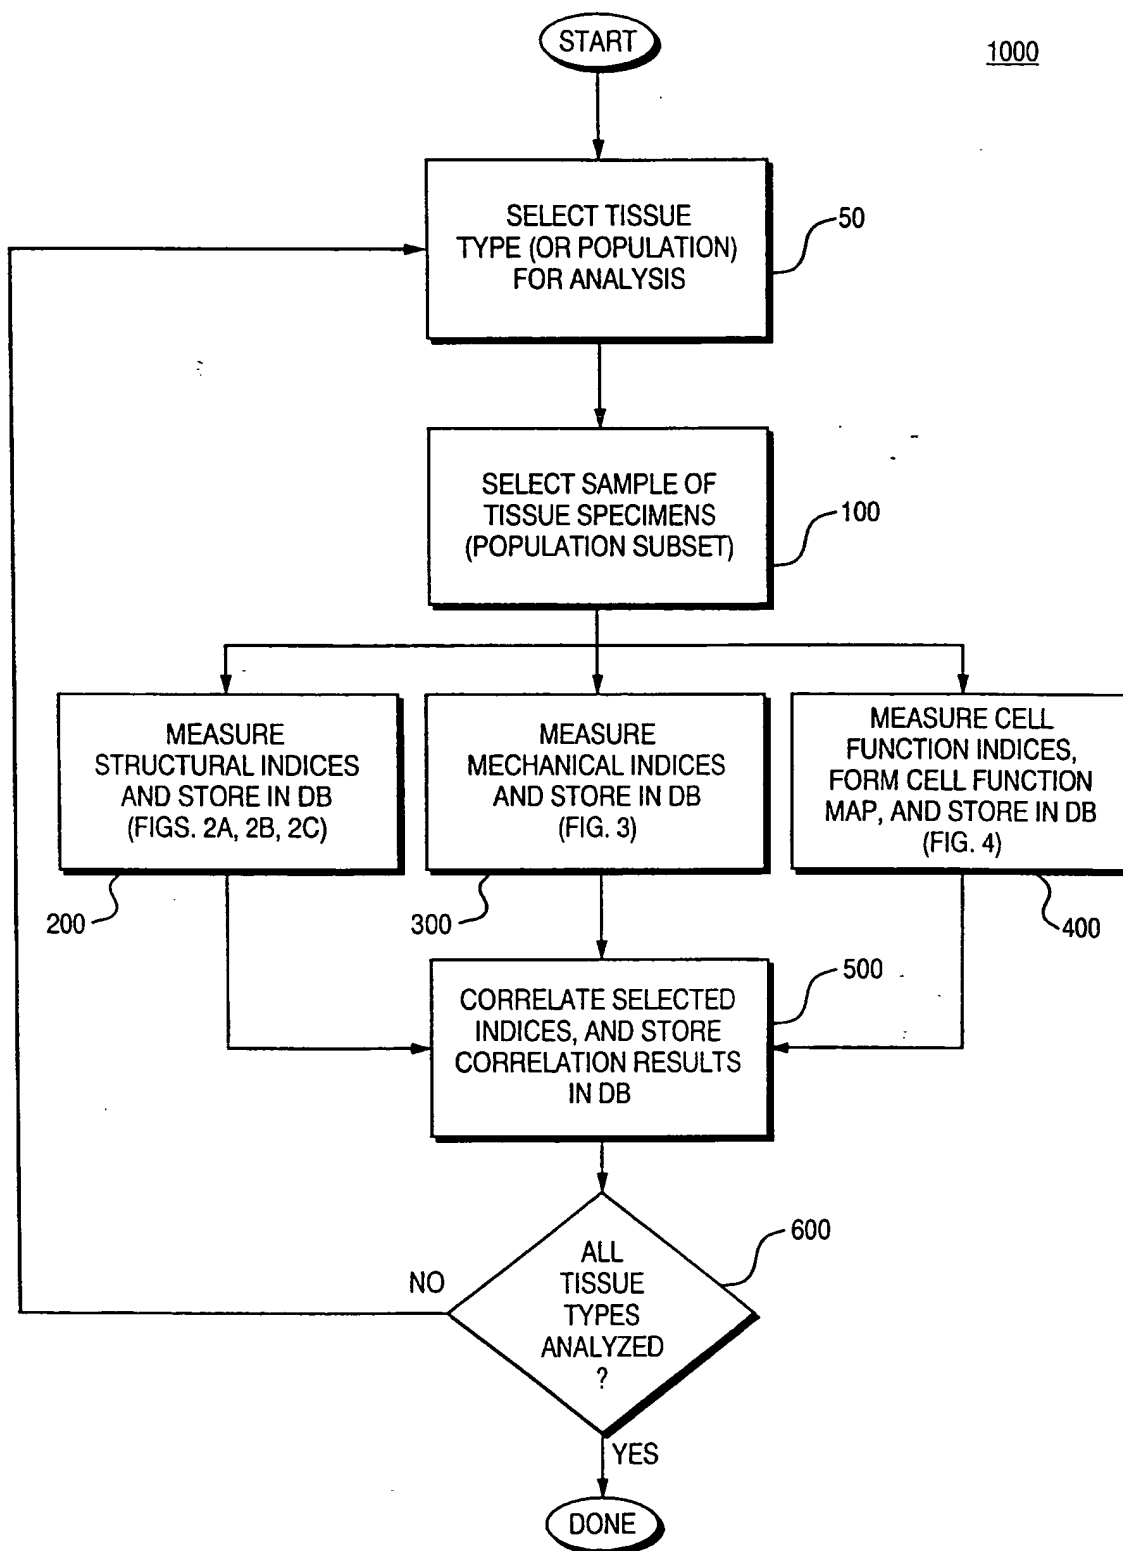 START
1000
SELECT TISSUE
TYPE (OR POPULATION)
FOR ANALYSIS
50
SELECT SAMPLE OF
TISSUE SPECIMENS
(POPULATION SUBSET)
100
MEASURE
STRUCTURAL INDICES
AND STORE IN DB
(FIGS. 2A, 2B, 2C)
200
MEASURE
MECHANICAL INDICES
AND STORE IN DB
(FIG. 3)
300
MEASURE CELL
FUNCTION INDICES,
FORM CELL FUNCTION
MAP, AND STORE IN DB
(FIG. 4)
400
CORRELATE SELECTED
INDICES, AND STORE
CORRELATION RESULTS
IN DB
500
ALL
TISSUE
TYPES
ANALYZED
?
600
NO
YES
DONE